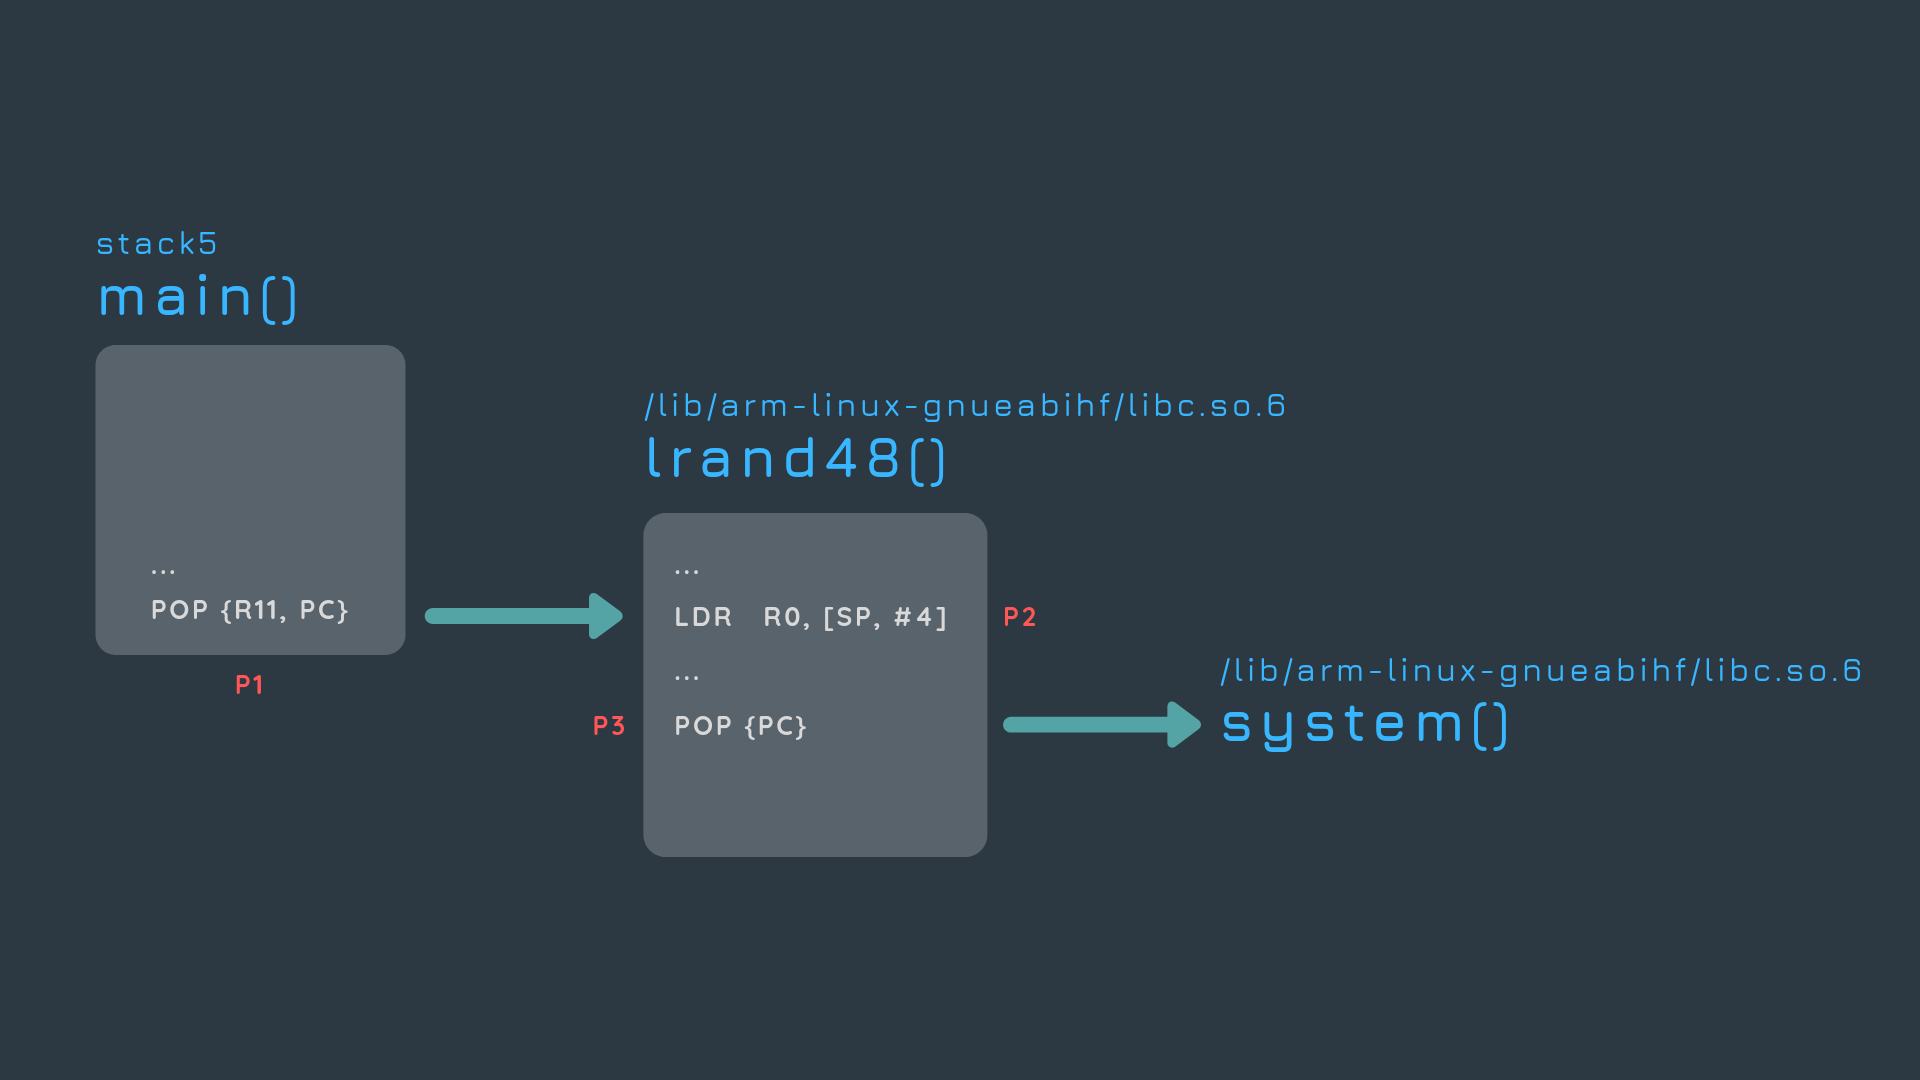 stack5
main()
...
POP {R11, PC}
P1
/lib/arm-linux-gnueabihf/libc.so.6
lrand48()
...
LDR R0, [SP, #4]
P2
...
P3
POP {PC}
/lib/arm-linux-gnueabihf/libc.so.6
system()